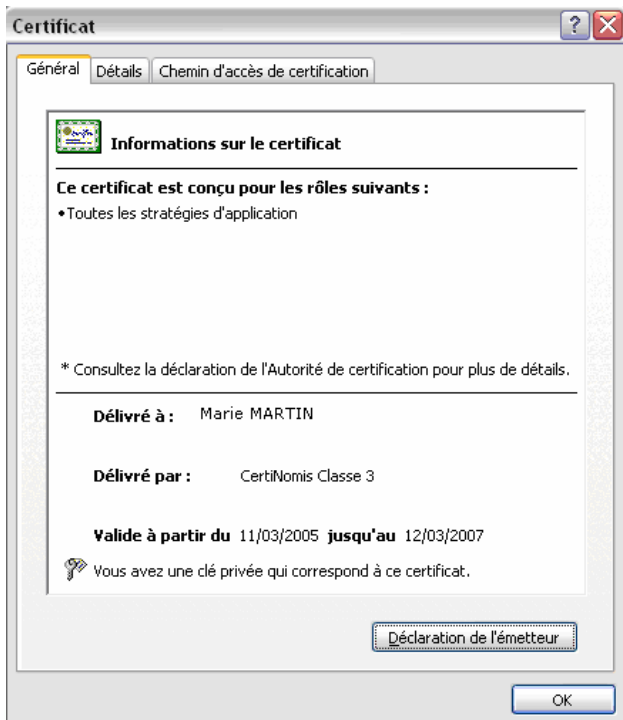 Certificat
Général Détails Chemin d'accès de certification
Informations sur le certificat
Ce certificat est conçu pour les rôles suivants :
•Toutes les stratégies d'application
* Consultez la déclaration de l'Autorité de certification pour plus de détails.
Délivré à : Marie MARTIN
Délivré par : CertiNomis Classe 3
Valide à partir du 11/03/2005 jusqu'au 12/03/2007
Vous avez une clé privée qui correspond à ce certificat.
Déclaration de l'émetteur
OK